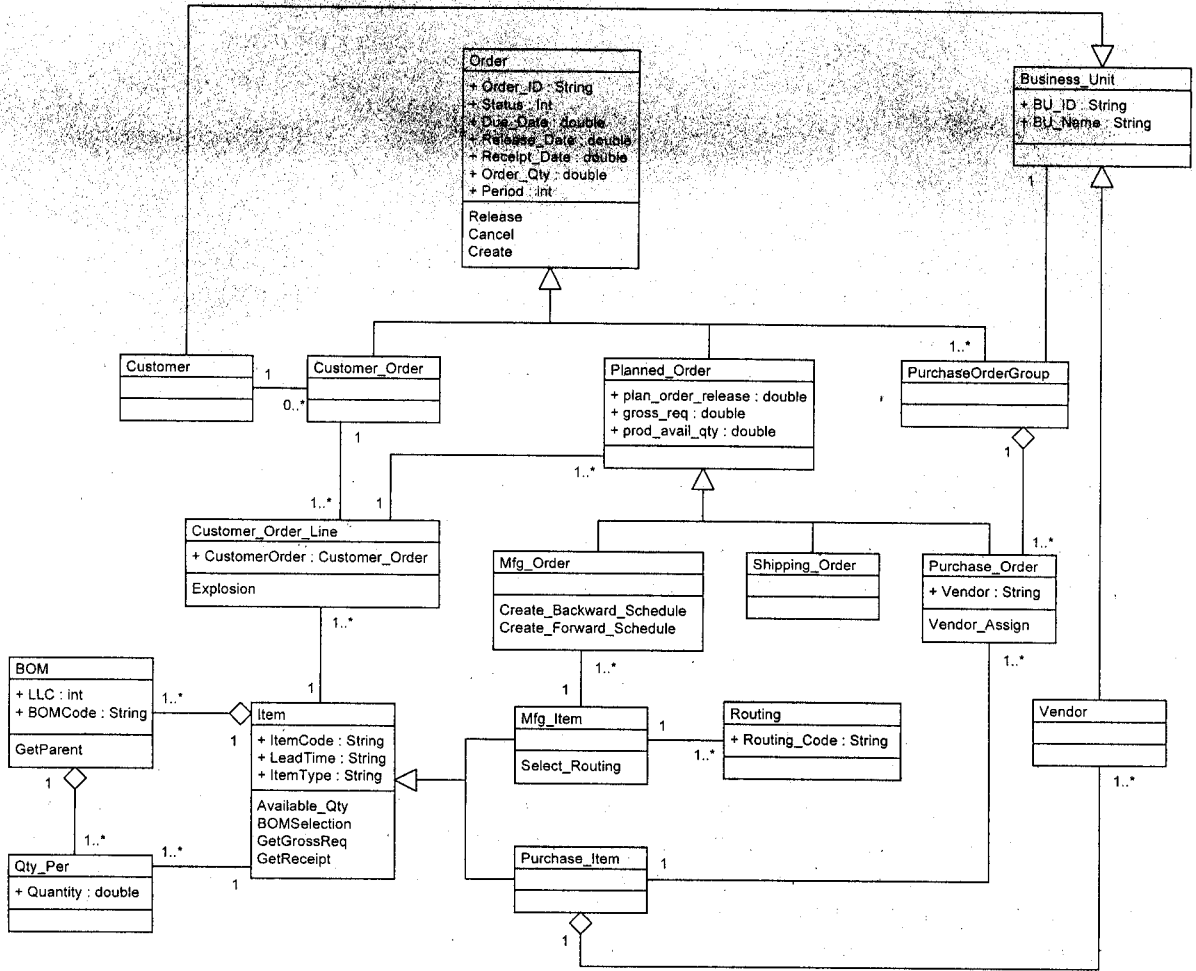 Order
+ Order_ID : String
+ Status : Int
+ Due_Date : double
+ Release_Date : double
+ Receipt_Date : double
+ Order_Qty : double
+ Period : int
Release
Cancel
Create
Business_Unit
+ BU_ID : String
+ BU_Name : String
1
Customer
1
0..*
Customer_Order
1
Planned_Order
+ plan_order_release : double
+ gross_req : double
+ prod_avail_qty : double
1..*
1..*
PurchaseOrderGroup
1
1..*
1
Customer_Order_Line
+ CustomerOrder : Customer_Order
Explosion
1..*
Mfg_Order
Create_Backward_Schedule
Create_Forward_Schedule
1..*
Shipping_Order
1..*
Purchase_Order
+ Vendor : String
Vendor_Assign
1..*
BOM
+ LLC : int
+ BOMCode : String
GetParent
1..*
1
1
1
Item
+ ItemCode : String
+ LeadTime : String
+ ItemType : String
Available_Qty
BOMSelection
GetGrossReq
GetReceipt
1
Mfg_Item
Select_Routing
1
1..*
Routing
+ Routing_Code : String
Vendor
1..*
1..*
Qty_Per
+ Quantity : double
1..*
1
Purchase_Item
1
1